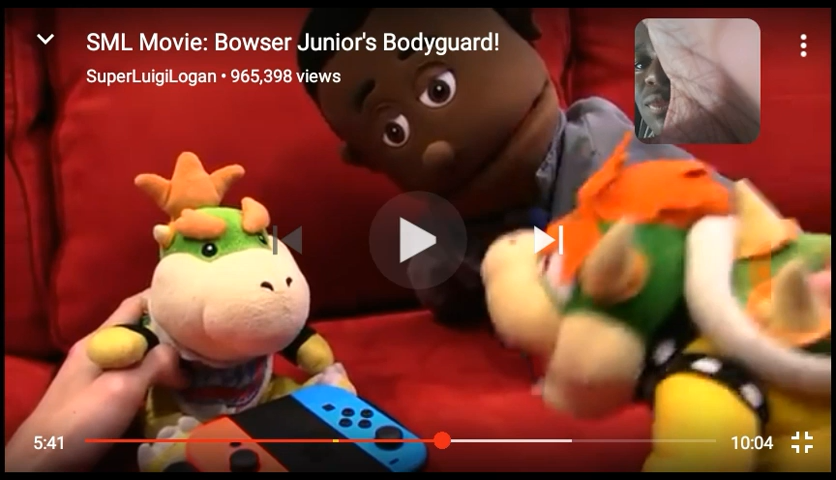 SML Movie: Bowser Junior's Bodyguard!
SuperLuigiLogan • 965,398 views
5:41
10:04